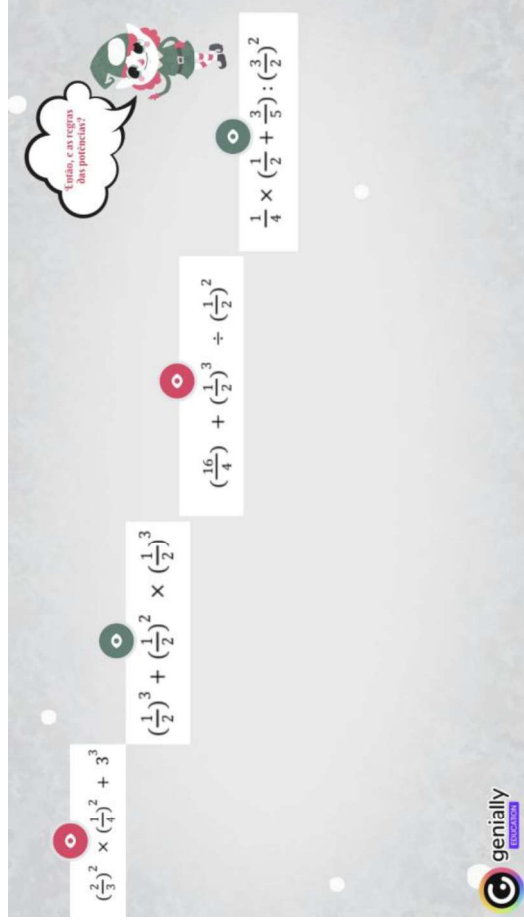 'Então, e as regras
das potências?
(2/3)² × (1/4)² + 3³
(1/2)³ + (1/2)² × (1/2)³
(16/4) + (1/2)³ ÷ (1/2)²
1/4 × (1/2 + 3/5) : (3/2)²
genially
EDUCATION